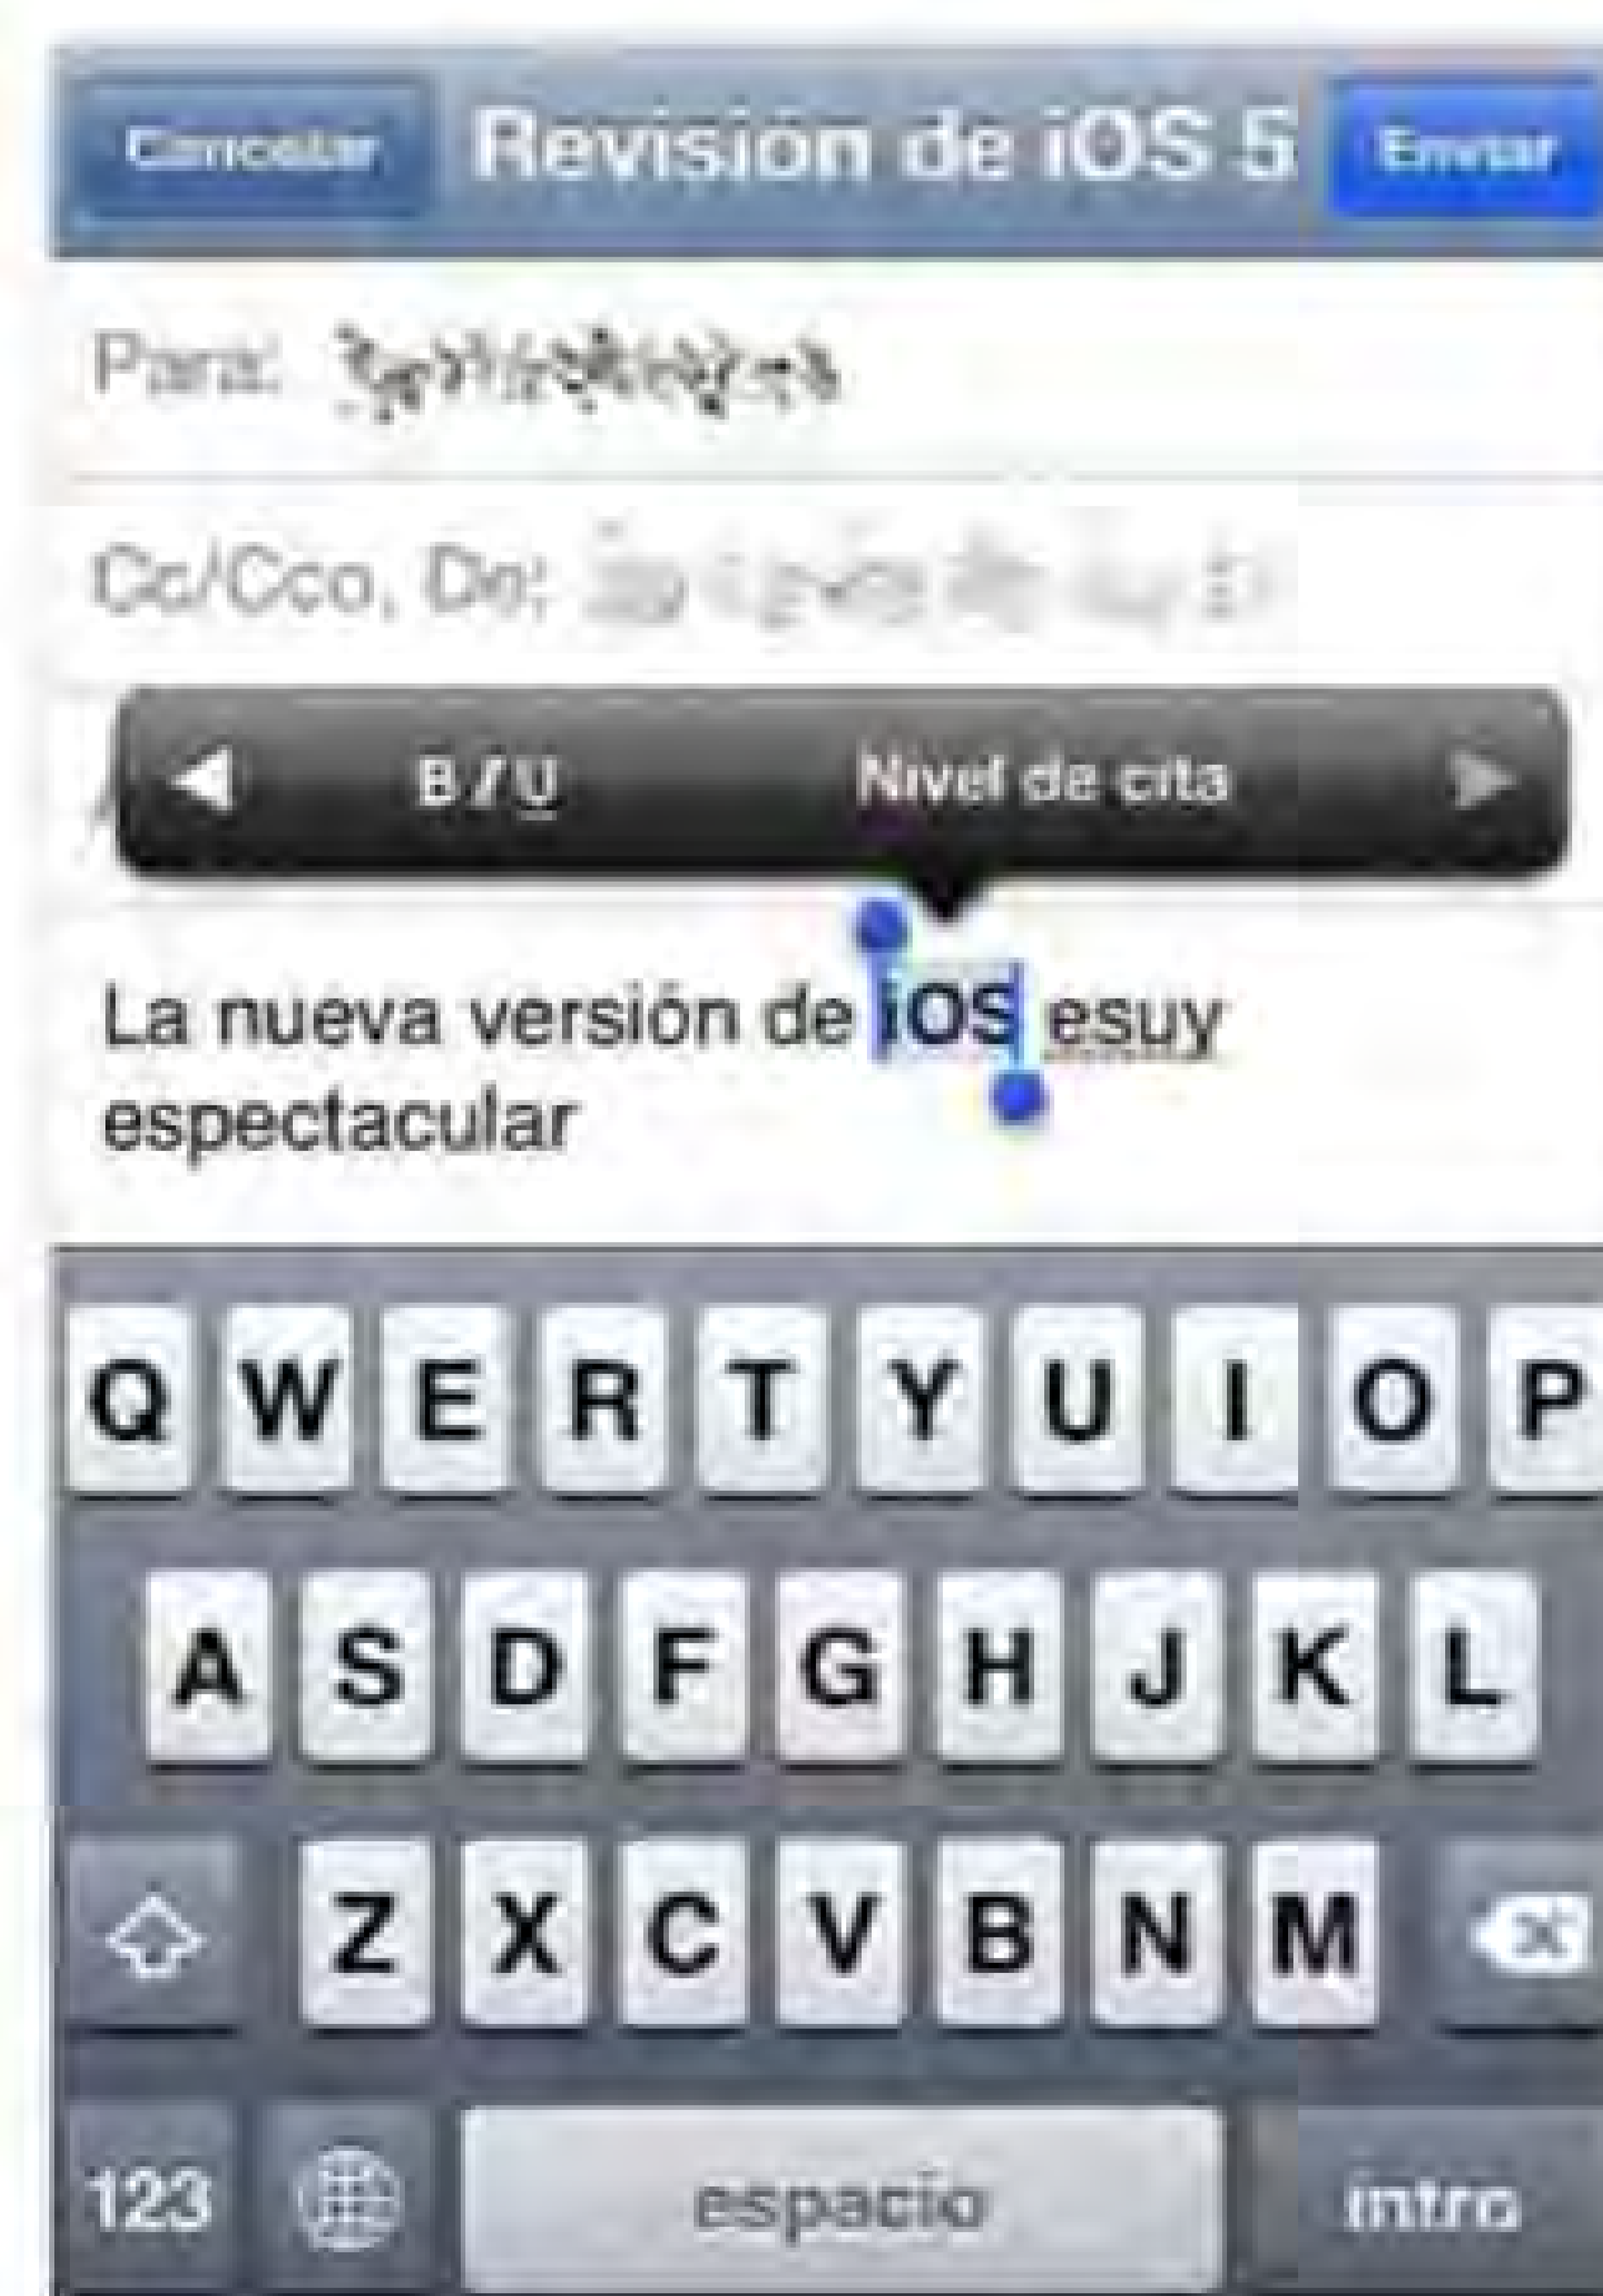 Cancelar Revisión de iOS 5 Enviar
Para:
Cc/Cco, De:
B I U Nivel de cita
La nueva versión de iOS esuy
espectacular
Q W E R T Y U I O P
A S D F G H J K L
Z X C V B N M
123 espacio intro